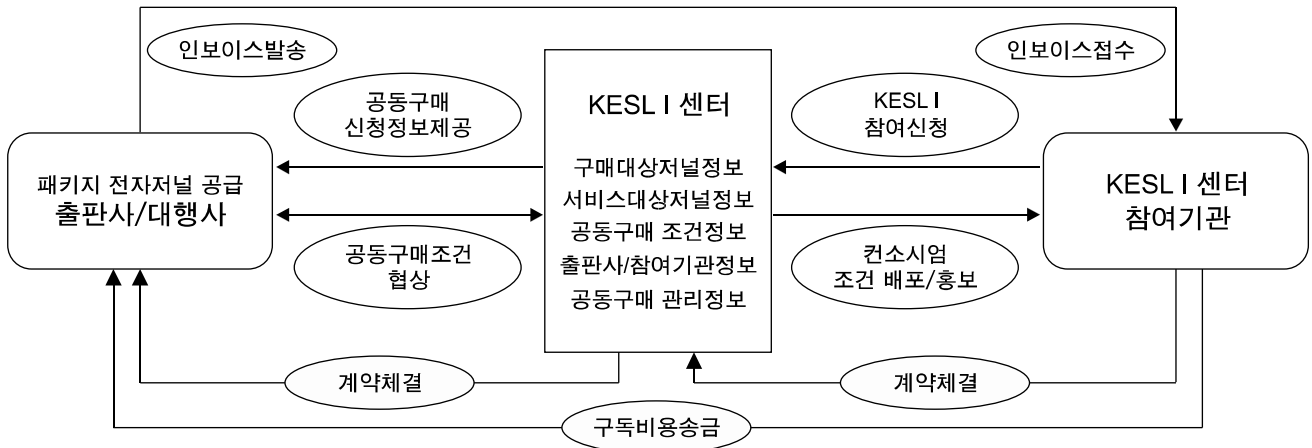 인보이스발송
인보이스접수
공동구매
신청정보제공
KESL I 센터
KESL I
참여신청
구매대상저널정보
서비스대상저널정보
공동구매 조건정보
출판사/참여기관정보
공동구매 관리정보
패키지 전자저널 공급
출판사/대행사
KESL I 센터
참여기관
공동구매조건
협상
컨소시엄
조건 배포/홍보
계약체결
계약체결
구독비용송금